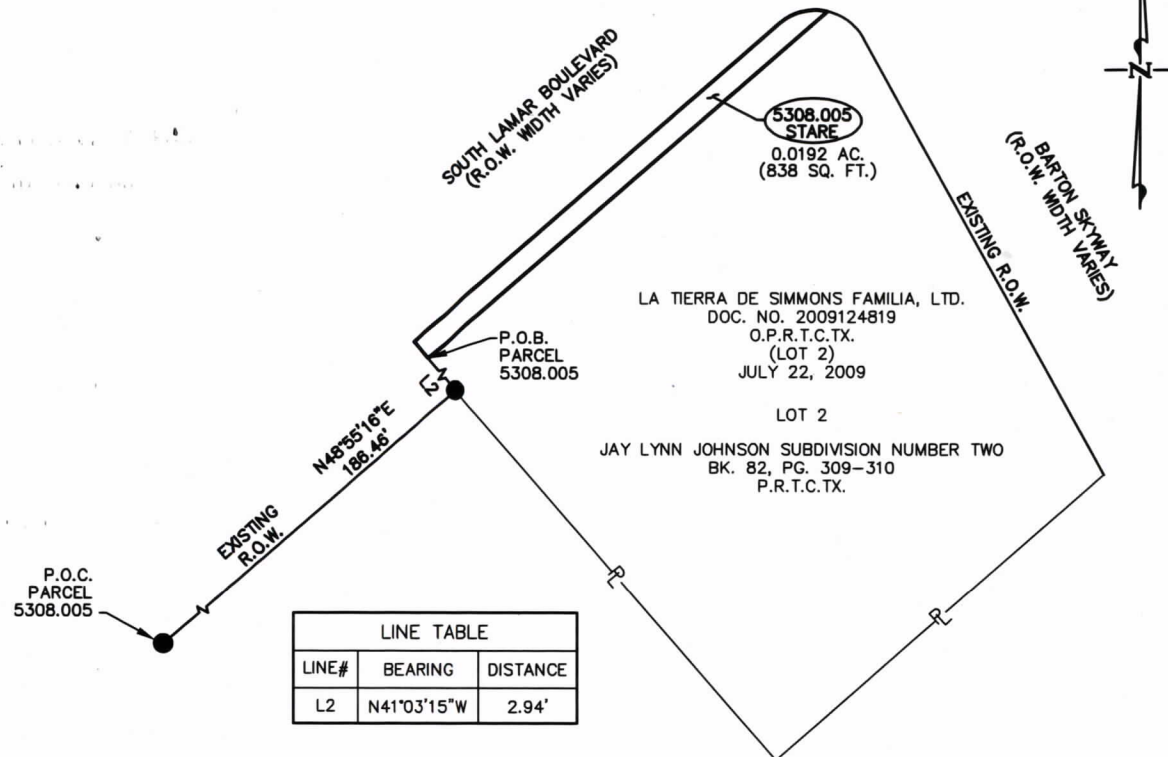 SOUTH LAMAR BOULEVARD
(R.O.W. WIDTH VARIES)
N
5308.005
STARE
0.0192 AC.
(838 SQ. FT.)
BARTON SKYWAY
(R.O.W. WIDTH VARIES)
EXISTING R.O.W.
LA TIERRA DE SIMMONS FAMILIA, LTD.
DOC. NO. 2009124819
O.P.R.T.C.TX.
(LOT 2)
JULY 22, 2009
LOT 2
JAY LYNN JOHNSON SUBDIVISION NUMBER TWO
BK. 82, PG. 309-310
P.R.T.C.TX.
P.O.B.
PARCEL
5308.005
L2
N48°55'16"E
186.46'
EXISTING
R.O.W.
P.O.C.
PARCEL
5308.005
PL
PL
LINE TABLE
LINE# BEARING DISTANCE
L2 N41°03'15"W 2.94'